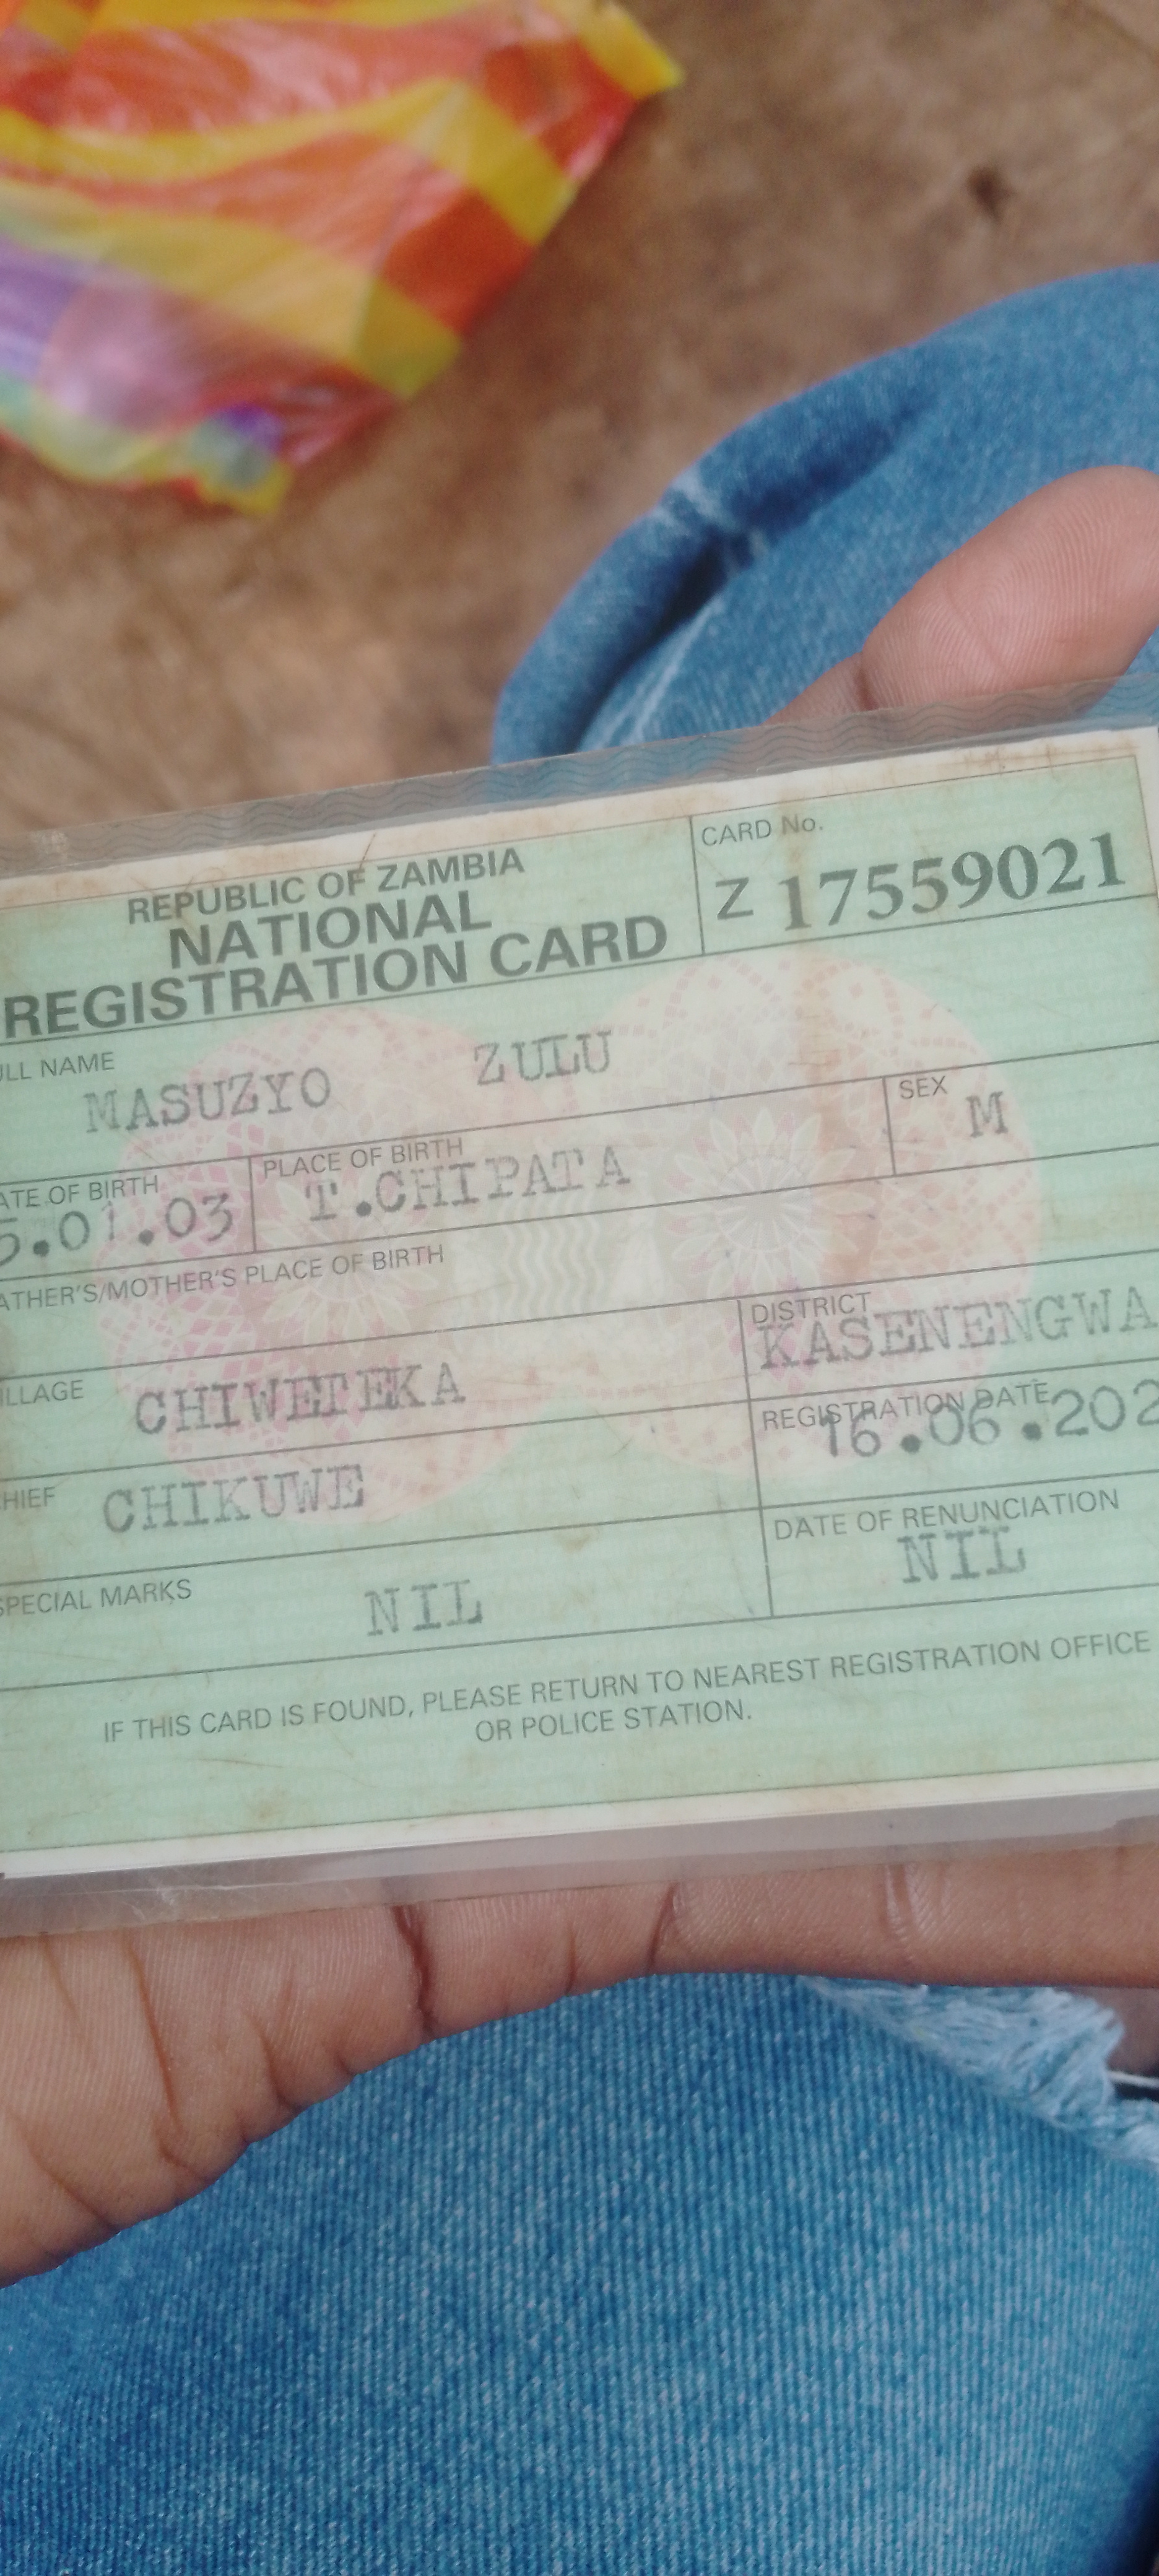 REPUBLIC OF ZAMBIA
NATIONAL
REGISTRATION CARD
CARD No.
Z 17559021
ULL NAME
MASUZYO ZULU
SEX M
ATE OF BIRTH
5.01.03
PLACE OF BIRTH
T.CHIPATA
ATHER'S/MOTHER'S PLACE OF BIRTH
DISTRICT
KASENENGWA
ILLAGE CHIWETEKA
REGISTRATION DATE
16.06.202
HIEF CHIKUWE
DATE OF RENUNCIATION
NIL
SPECIAL MARKS NIL
IF THIS CARD IS FOUND, PLEASE RETURN TO NEAREST REGISTRATION OFFICE
OR POLICE STATION.